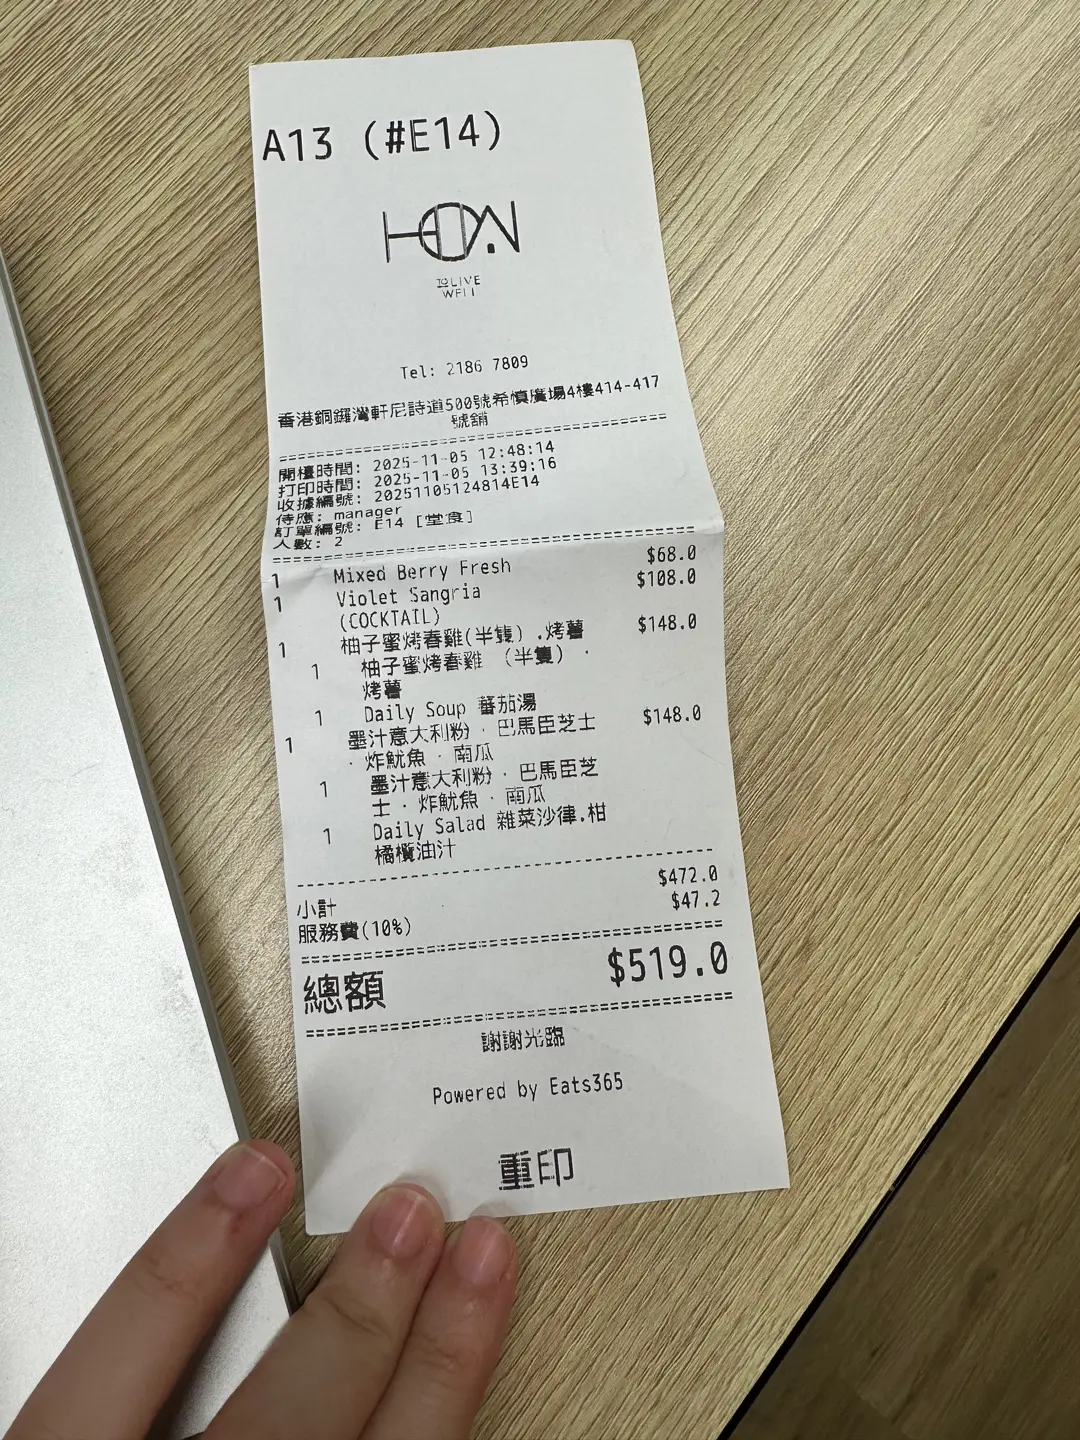 A13 (#E14)
TO LIVE
WELL
Tel: 2186 7809
香港銅鑼灣軒尼詩道500號希慎廣場4樓414-417
號舖
開檯時間: 2025-11-05 12:48:14
打印時間: 2025-11-05 13:39:16
收據編號: 20251105124814E14
侍應: manager
訂單編號: E14 [堂食]
人數: 2
1 Mixed Berry Fresh $68.0
1 Violet Sangria $108.0
(COCKTAIL)
1 柚子蜜烤春雞(半隻).烤薯 $148.0
1 柚子蜜烤春雞 (半隻) .
烤薯
1 Daily Soup 蕃茄湯
1 墨汁意大利粉﹒巴馬臣芝士 $148.0
﹒炸魷魚﹒南瓜
1 墨汁意大利粉﹒巴馬臣芝
士﹒炸魷魚﹒南瓜
1 Daily Salad 雜菜沙律.柑
橘欖油汁
小計 $472.0
服務費(10%) $47.2
總額 $519.0
謝謝光臨
Powered by Eats365
重印